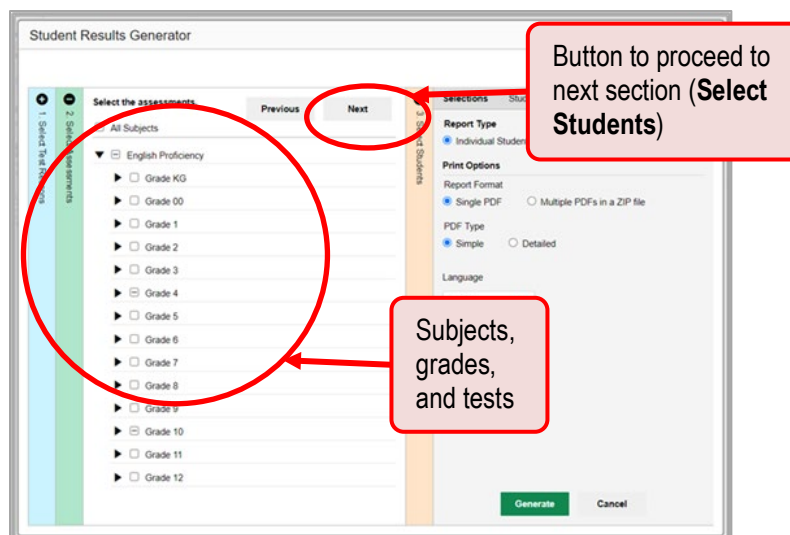 Student Results Generator
Button to proceed to
next section (Select
Students)
1 Select Test Reasons
2 Select Assessments
Select the assessments
Previous
Next
All Subjects
English Proficiency
Grade KG
Grade 00
Grade 1
Grade 2
Grade 3
Grade 4
Grade 5
Grade 6
Grade 7
Grade 8
Grade 9
Grade 10
Grade 11
Grade 12
3 Select Students
Selections
Report Type
Individual Student
Print Options
Report Format
Single PDF
Multiple PDFs in a ZIP file
PDF Type
Simple
Detailed
Language
Subjects,
grades,
and tests
Generate
Cancel